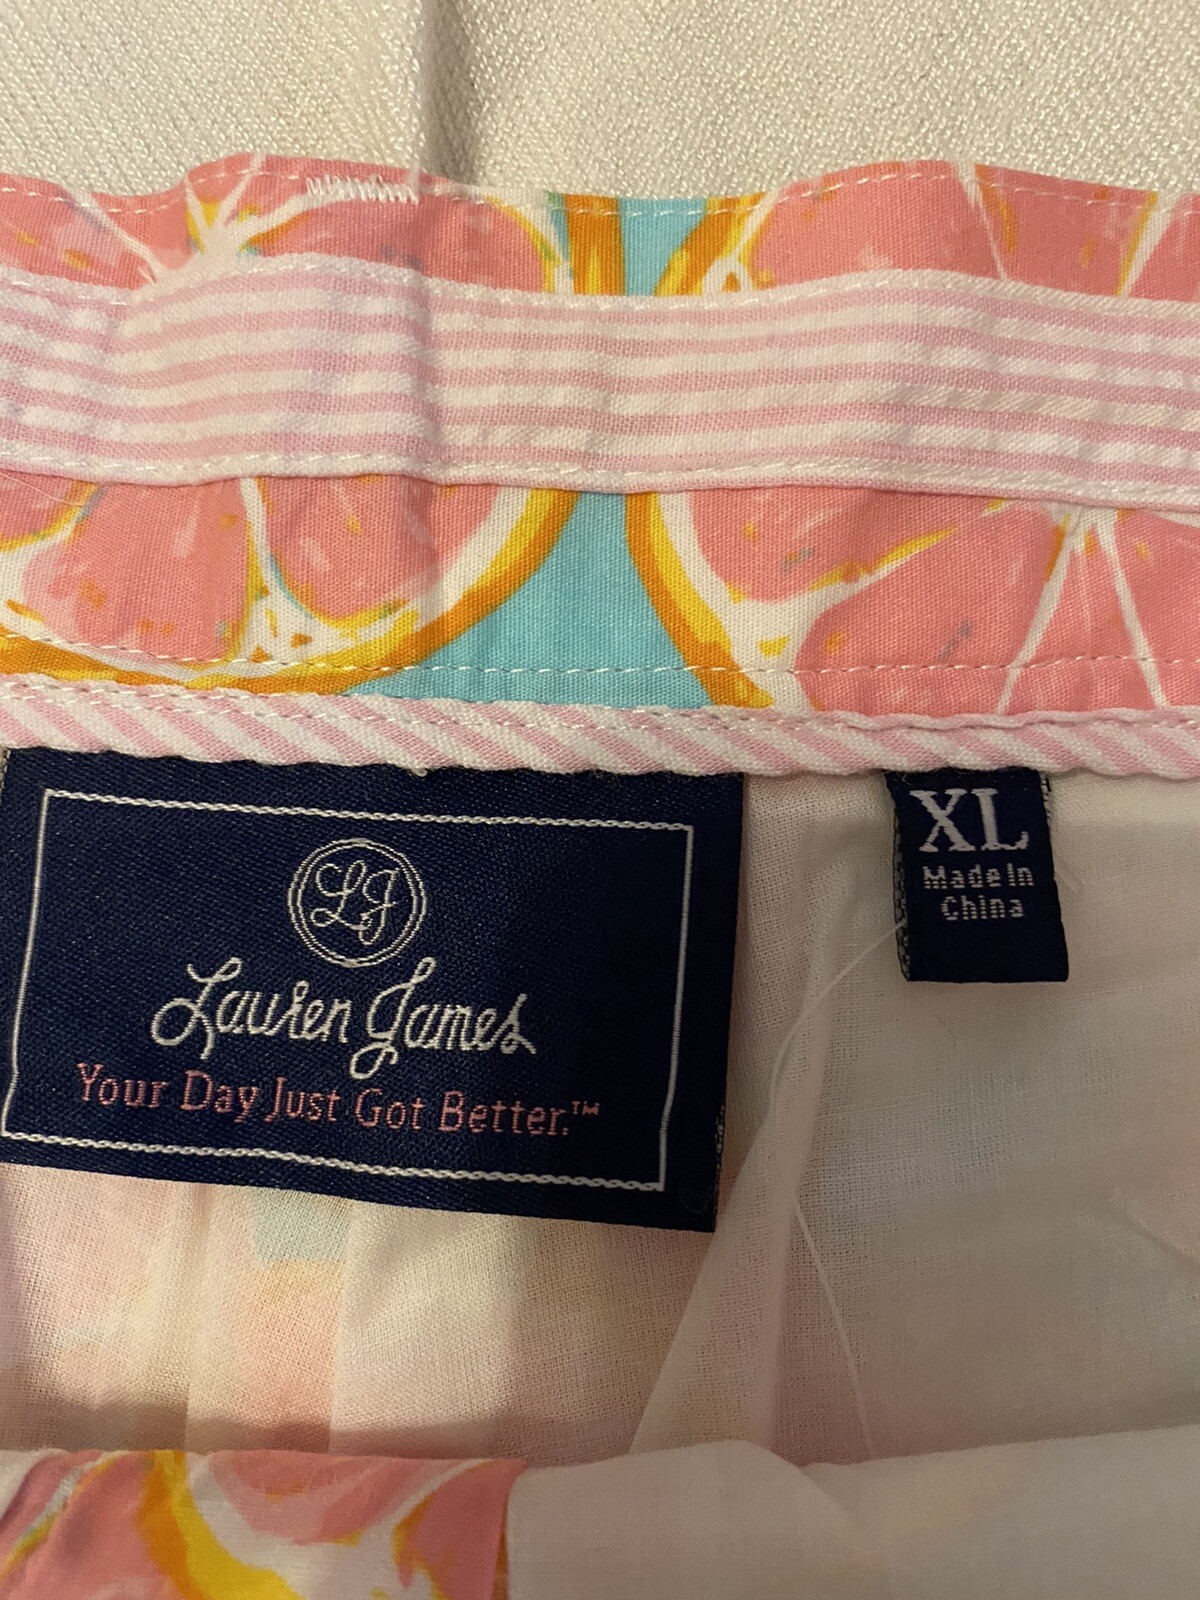 LJ
Lauren James
Your Day Just Got Better.™
XL
Made In
China